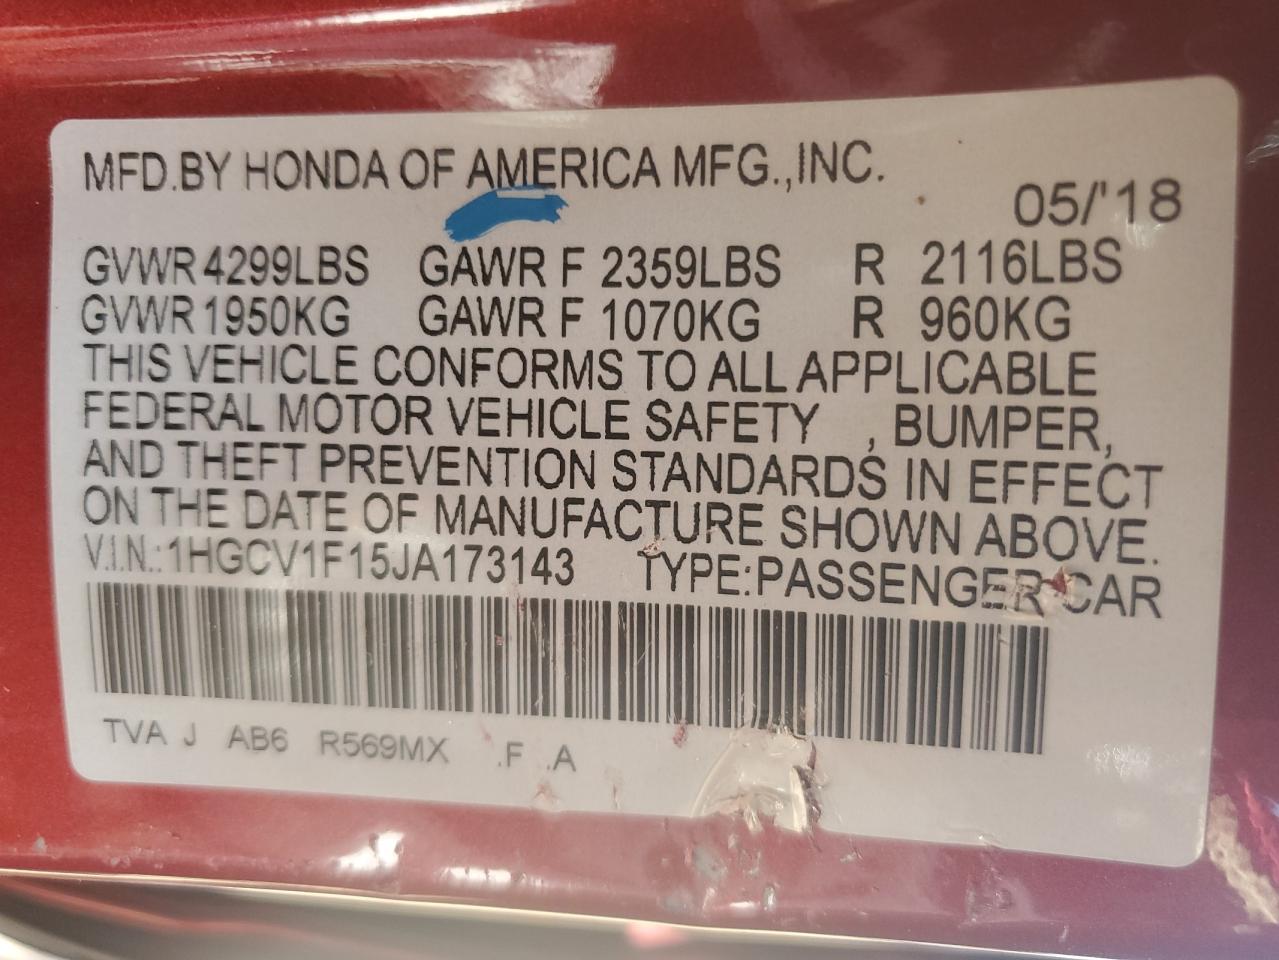 MFD.BY HONDA OF AMERICA MFG.,INC.
05/'18
GVWR 4299LBS GAWR F 2359LBS R 2116LBS
GVWR 1950KG GAWR F 1070KG R 960KG
THIS VEHICLE CONFORMS TO ALL APPLICABLE
FEDERAL MOTOR VEHICLE SAFETY , BUMPER,
AND THEFT PREVENTION STANDARDS IN EFFECT
ON THE DATE OF MANUFACTURE SHOWN ABOVE.
V.I.N.: 1HGCV1F15JA173143 TYPE:PASSENGER CAR
TVA J AB6 R569MX .F .A